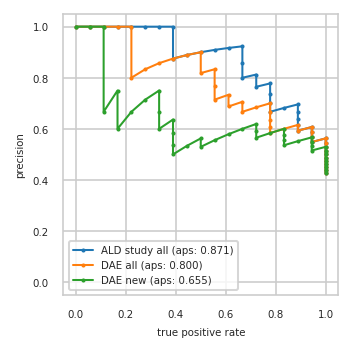 1.0
0.8
0.6
0.4
0.2
0.0
precision
ALD study all (aps: 0.871)
DAE all (aps: 0.800)
DAE new (aps: 0.655)
0.0 0.2 0.4 0.6 0.8 1.0
true positive rate